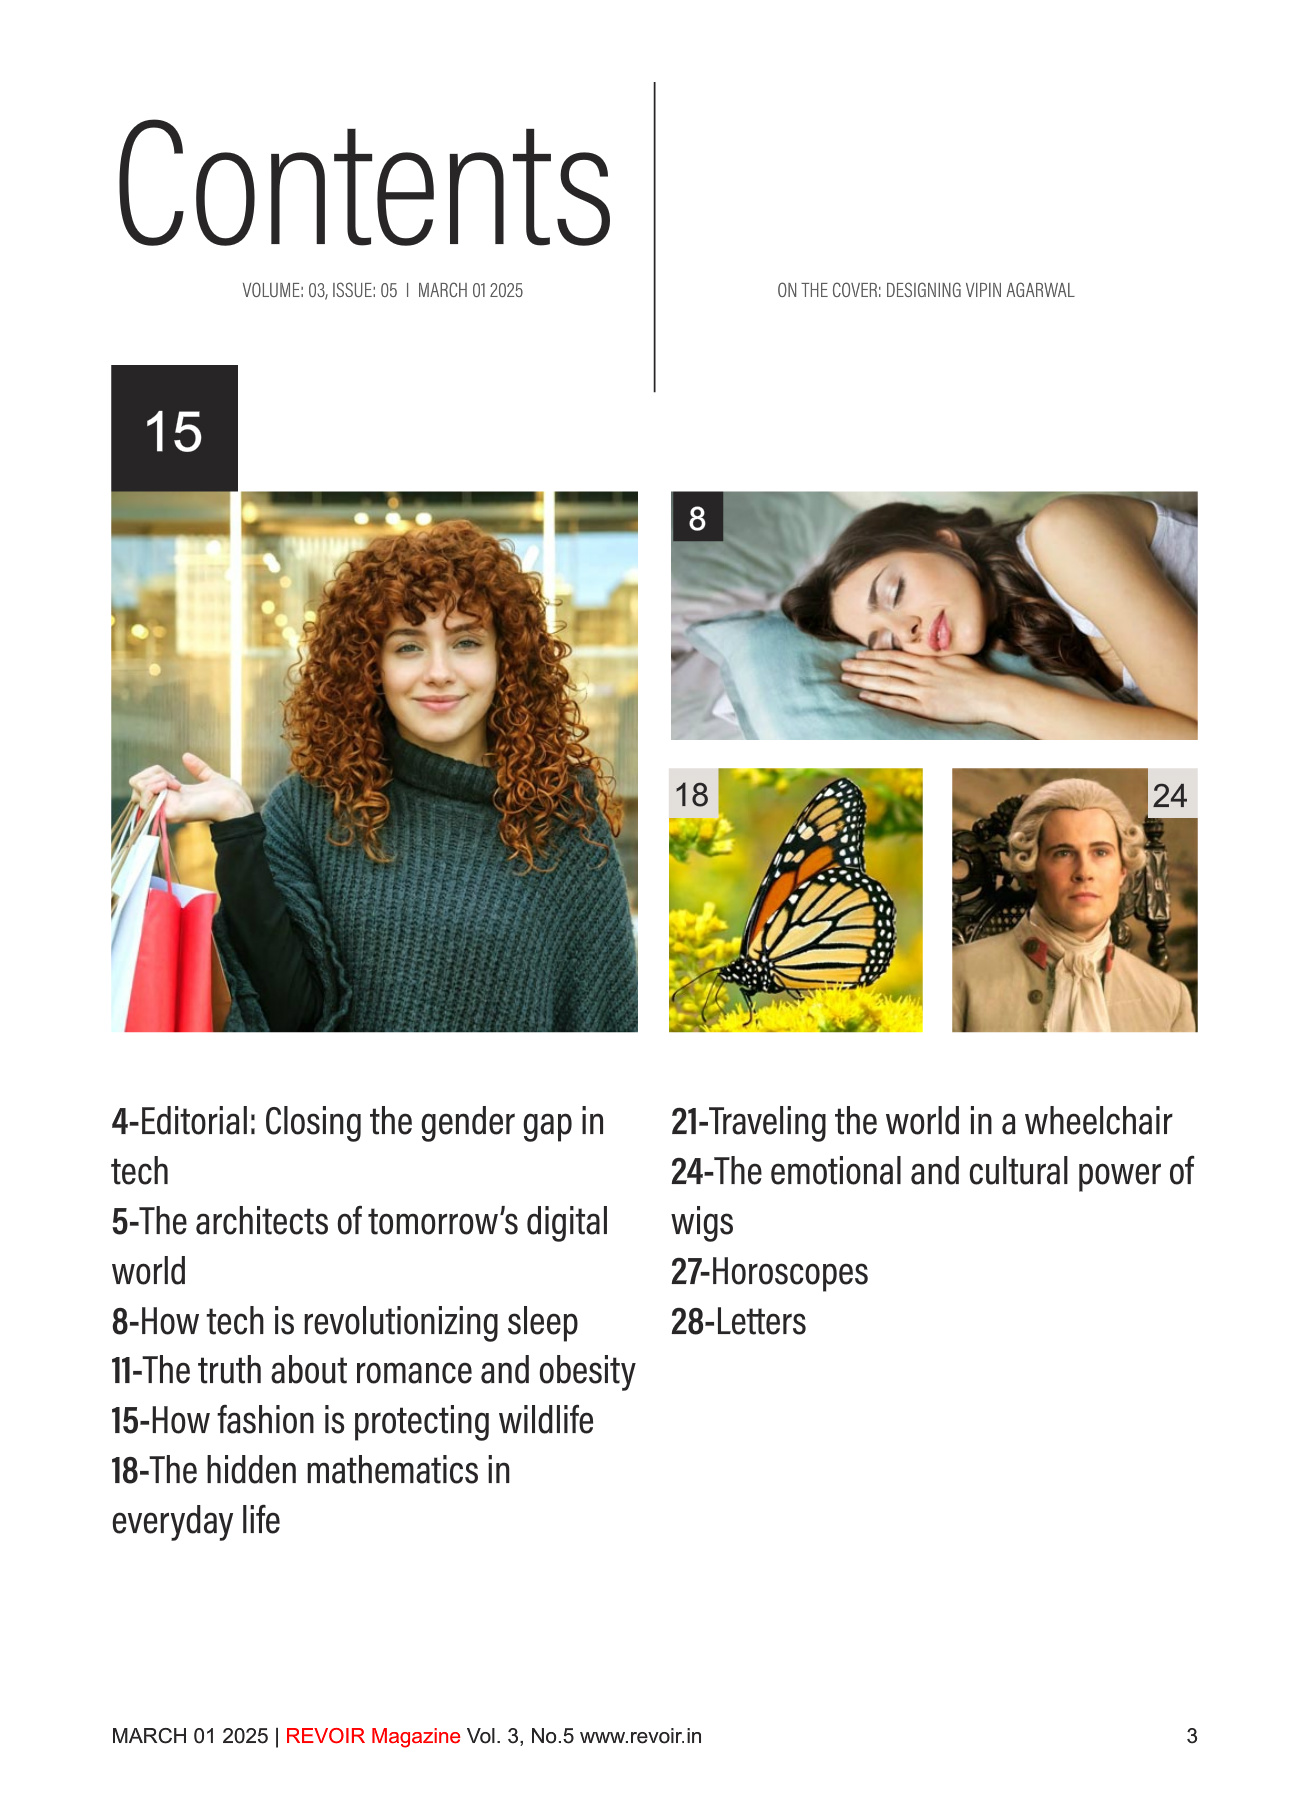 Contents
VOLUME: 03, ISSUE: 05 | MARCH 01 2025
ON THE COVER: DESIGNING VIPIN AGARWAL
15
8
18
24
4-Editorial: Closing the gender gap in
tech
5-The architects of tomorrow’s digital
world
8-How tech is revolutionizing sleep
11-The truth about romance and obesity
15-How fashion is protecting wildlife
18-The hidden mathematics in
everyday life
21-Traveling the world in a wheelchair
24-The emotional and cultural power of
wigs
27-Horoscopes
28-Letters
MARCH 01 2025 | REVOIR Magazine Vol. 3, No.5 www.revoir.in
3